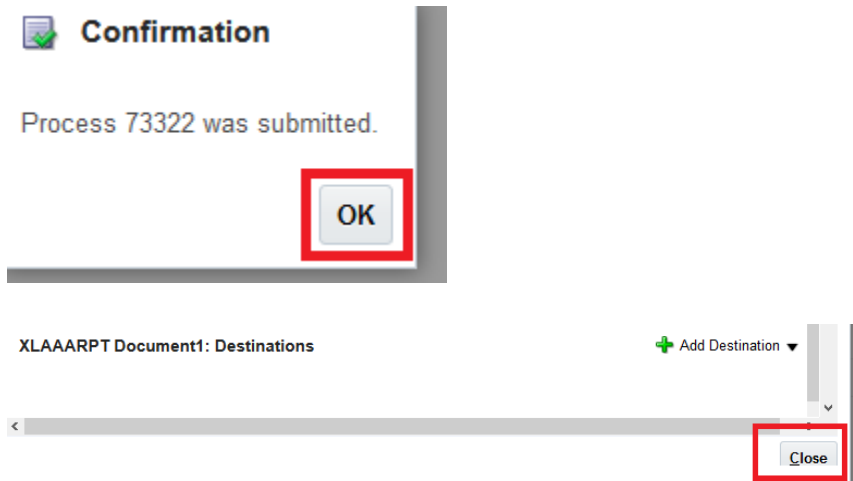 Confirmation
Process 73322 was submitted.
OK
XLAAARPT Document1: Destinations
Add Destination
Close